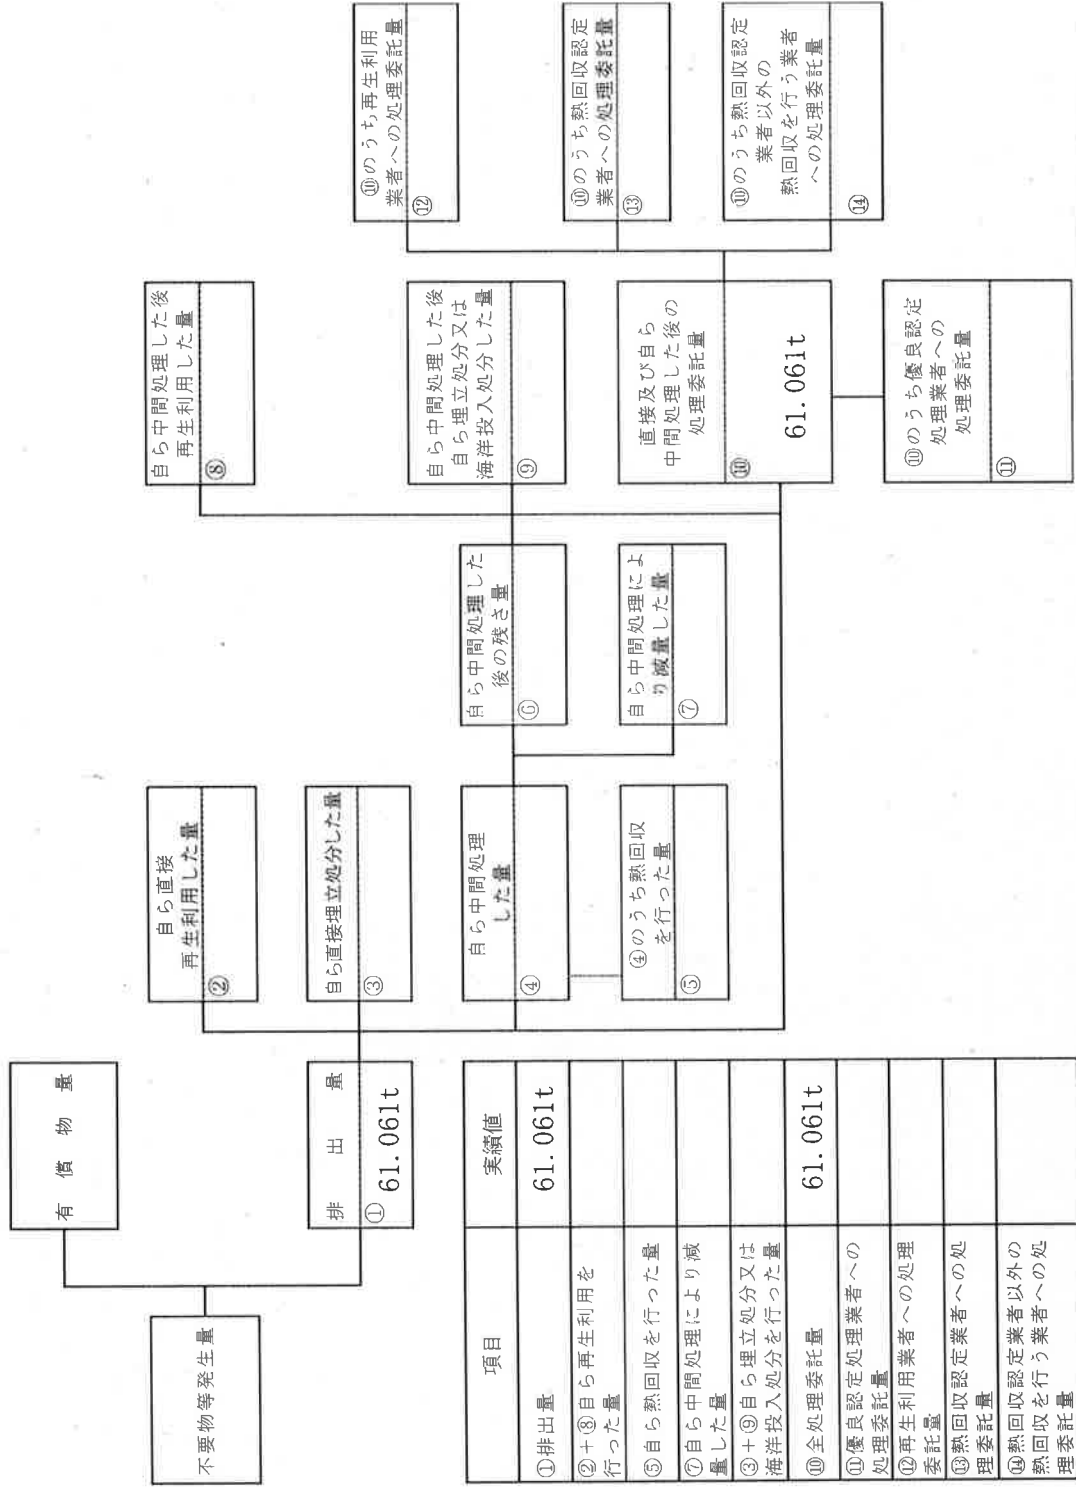 不要物等発生量
有償物量
排出量
①
61.061t
自ら直接
再生利用した量
②
自ら直接埋立処分した量
③
自ら中間処理
した量
④
④のうち熱回収
を行った量
⑤
自ら中間処理した
後の残さ量
⑥
自ら中間処理によ
り減量した量
⑦
自ら中間処理した後
再生利用した量
⑧
自ら中間処理した後
自ら埋立処分又は
海洋投入処分した量
⑨
直接及び自ら
中間処理した後の
処理委託量
⑩
61.061t
⑩のうち優良認定
処理業者への
処理委託量
⑪
⑩のうち再生利用
業者への処理委託量
⑫
⑩のうち熱回収認定
業者への処理委託量
⑬
⑩のうち熱回収認定
業者以外の
熱回収を行う業者
への処理委託量
⑭
項目 実績値
①排出量 61.061t
②+⑧自ら再生利用を
行った量
⑤自ら熱回収を行った量
⑦自ら中間処理により減
量した量
③+⑨自ら埋立処分又は
海洋投入処分を行った量
⑩全処理委託量 61.061t
⑪優良認定処理業者への
処理委託量
⑫再生利用業者への処理
委託量
⑬熱回収認定業者への処
理委託量
⑭熱回収認定業者以外の
熱回収を行う業者への処
理委託量